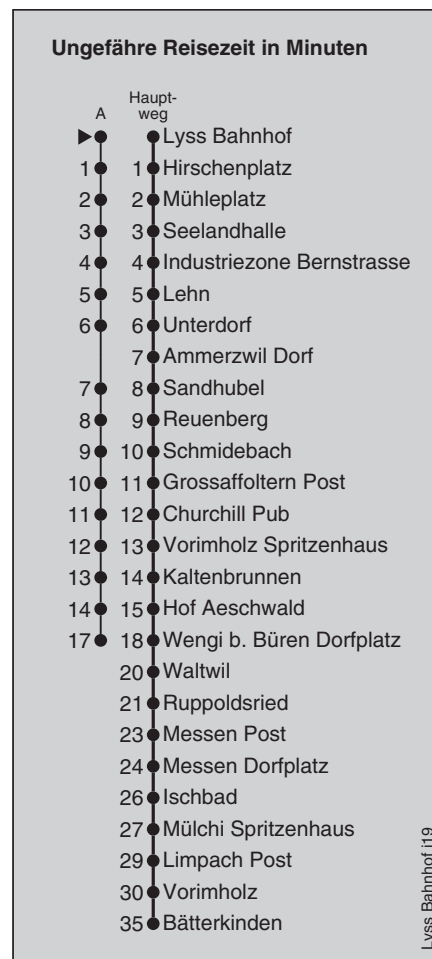 Ungefähre Reisezeit in Minuten
A Haupt-
weg
Lyss Bahnhof
1 1 Hirschenplatz
2 2 Mühleplatz
3 3 Seelandhalle
4 4 Industriezone Bernstrasse
5 5 Lehn
6 6 Unterdorf
7 Ammerzwil Dorf
7 8 Sandhubel
8 9 Reuenberg
9 10 Schmidebach
10 11 Grossaffoltern Post
11 12 Churchill Pub
12 13 Vorimholz Spritzenhaus
13 14 Kaltenbrunnen
14 15 Hof Aeschwald
17 18 Wengi b. Büren Dorfplatz
20 Waltwil
21 Ruppoldsried
23 Messen Post
24 Messen Dorfplatz
26 Ischbad
27 Mülchi Spritzenhaus
29 Limpach Post
30 Vorimholz
35 Bätterkinden
Lyss Bahnhof j19